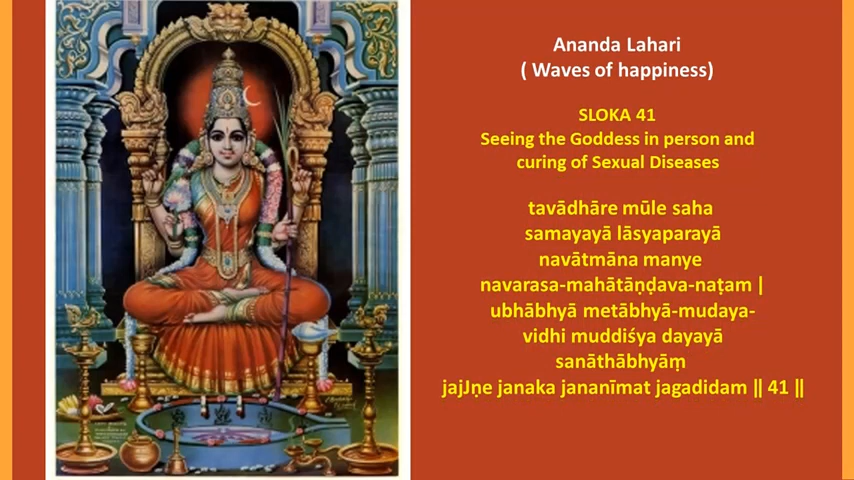 Ananda Lahari
( Waves of happiness)
SLOKA 41
Seeing the Goddess in person and
curing of Sexual Diseases
tavādhāre mūle saha
samayayā lāsyaparayā
navātmāna manye
navarasa-mahātāṇḍava-naṭam |
ubhābhyā metābhyā-mudaya-
vidhi muddiśya dayayā
sanāthābhyāṃ
jajJṇe janaka jananīmat jagadidam || 41 ||